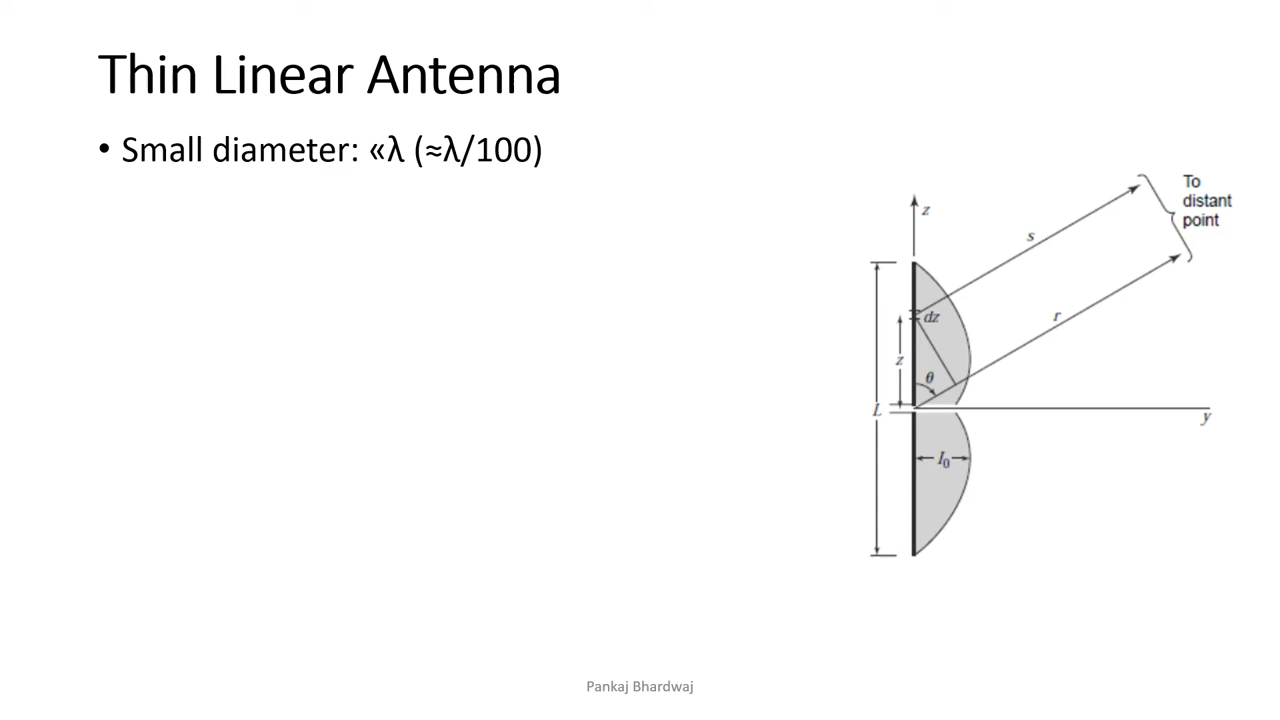 Thin Linear Antenna
• Small diameter: «λ (≈λ/100)
To
distant
point
z
s
dz
r
z
θ
L
y
I₀
Pankaj Bhardwaj